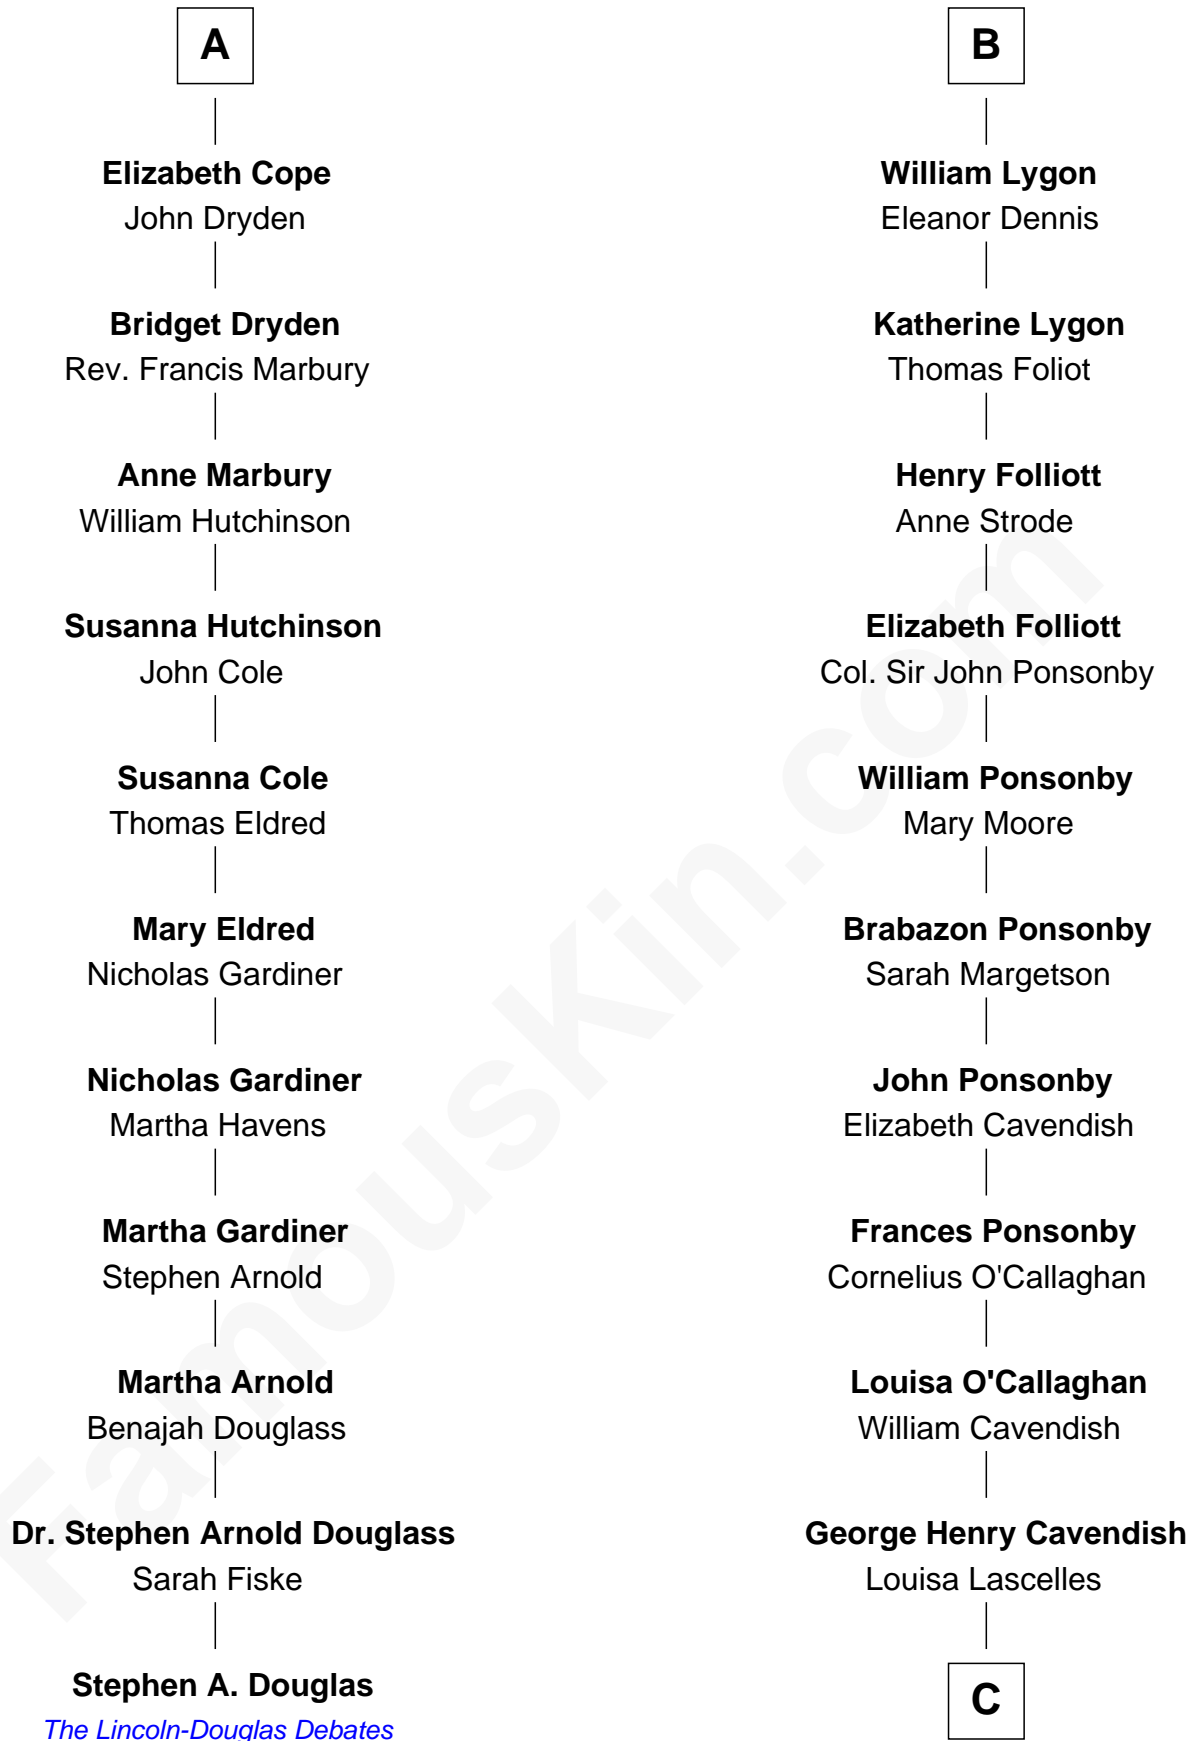 A
Elizabeth Cope
John Dryden
Bridget Dryden
Rev. Francis Marbury
Anne Marbury
William Hutchinson
Susanna Hutchinson
John Cole
Susanna Cole
Thomas Eldred
Mary Eldred
Nicholas Gardiner
Nicholas Gardiner
Martha Havens
Martha Gardiner
Stephen Arnold
Martha Arnold
Benajah Douglass
Dr. Stephen Arnold Douglass
Sarah Fiske
Stephen A. Douglas
The Lincoln-Douglas Debates
B
William Lygon
Eleanor Dennis
Katherine Lygon
Thomas Foliot
Henry Folliott
Anne Strode
Elizabeth Folliott
Col. Sir John Ponsonby
William Ponsonby
Mary Moore
Brabazon Ponsonby
Sarah Margetson
John Ponsonby
Elizabeth Cavendish
Frances Ponsonby
Cornelius O'Callaghan
Louisa O'Callaghan
William Cavendish
George Henry Cavendish
Louisa Lascelles
C
FamousKin.com